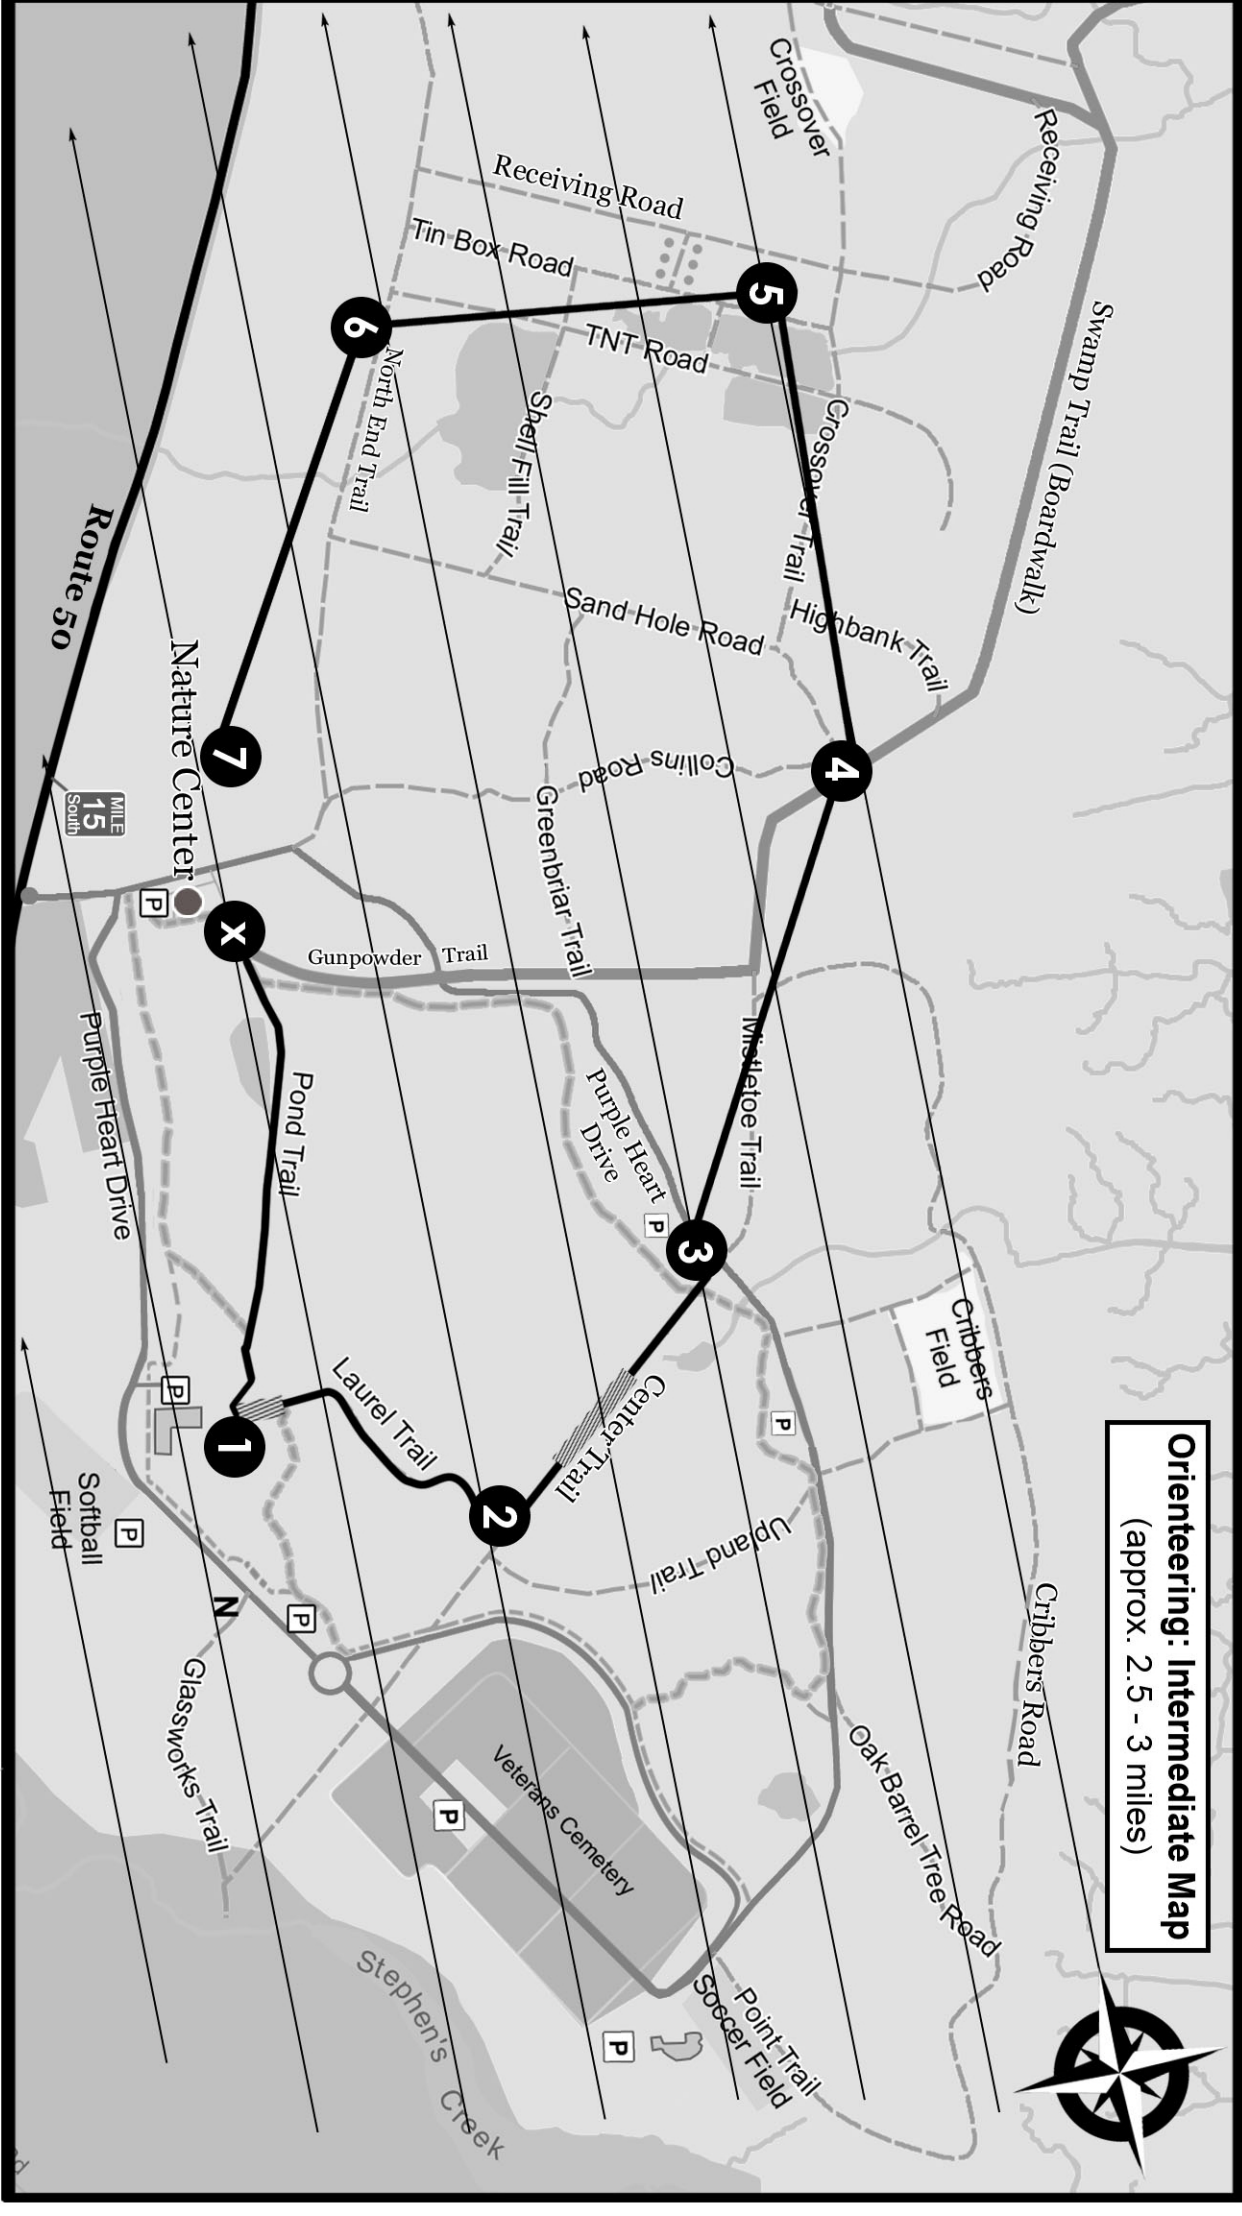 Orienteering: Intermediate Map
(approx. 2.5 - 3 miles)
Crossover
Field
Receiving Road
Receiving Road
Tin Box Road
TNT Road
North End Trail
Shell Fill Trail
Crossover Trail
Swamp Trail (Boardwalk)
Sand Hole Road
Highbank Trail
Collins Road
Greenbriar Trail
Route 50
Nature Center
MILE
15
South
P
X
Gunpowder Trail
Pond Trail
Purple Heart Drive
Purple Heart
Drive
P
Mistletoe Trail
Cribbers
Field
P
Center Trail
Laurel Trail
Upland Trail
P
Softball
Field
P
P
N
Glassworks Trail
Cribbers Road
Oak Barrel Tree Road
Veterans Cemetery
P
Point Trail
Soccer Field
P
Stephen's Creek
1
2
3
4
5
6
7